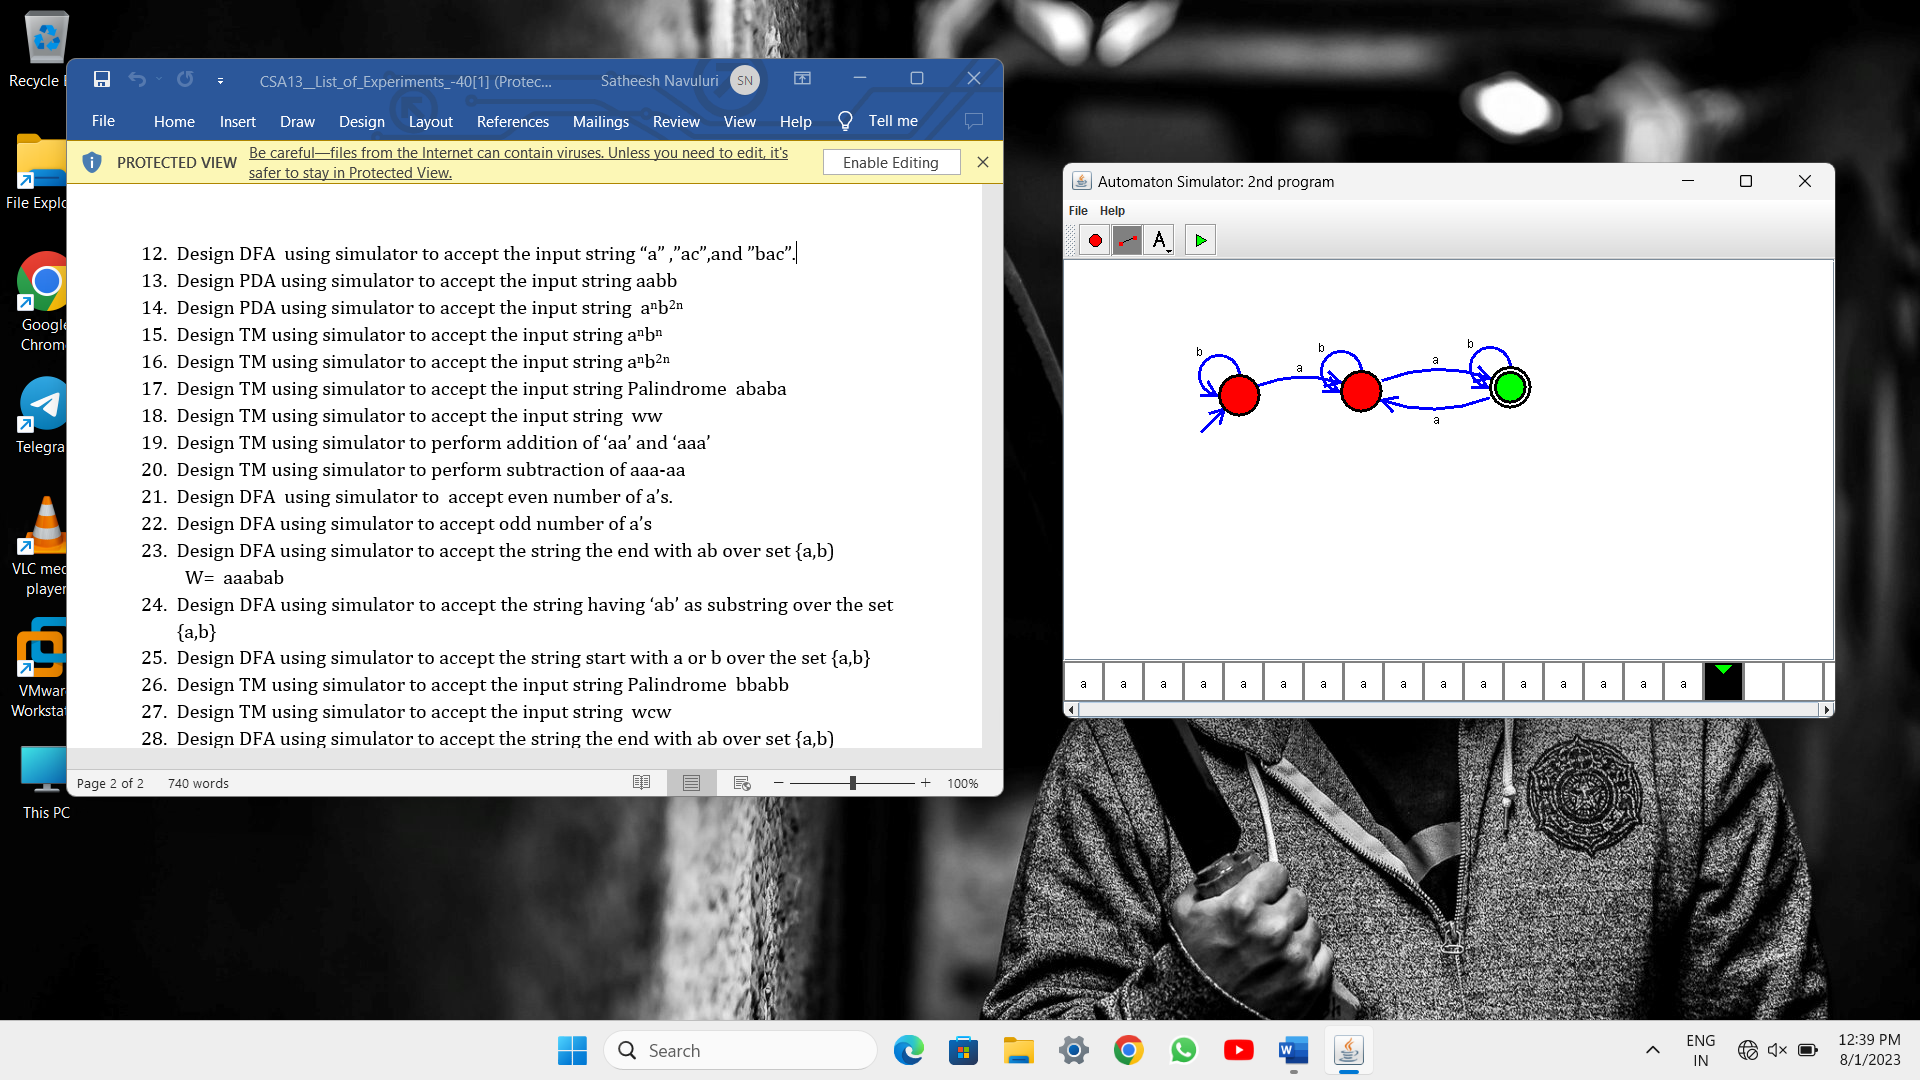 Recycle
File Explo
Google
Chrom
Telegra
VLC med
player
VMwar
Workstat
This PC
CSA13__List_of_Experiments_-40[1] (Protec...
Satheesh Navuluri
SN
File Home Insert Draw Design Layout References Mailings Review View Help Tell me
PROTECTED VIEW
Be careful—files from the Internet can contain viruses. Unless you need to edit, it's
safer to stay in Protected View.
Enable Editing
12. Design DFA using simulator to accept the input string “a” ,”ac”,and ”bac”.
13. Design PDA using simulator to accept the input string aabb
14. Design PDA using simulator to accept the input string aⁿb²ⁿ
15. Design TM using simulator to accept the input string aⁿbⁿ
16. Design TM using simulator to accept the input string aⁿb²ⁿ
17. Design TM using simulator to accept the input string Palindrome ababa
18. Design TM using simulator to accept the input string ww
19. Design TM using simulator to perform addition of ‘aa’ and ‘aaa’
20. Design TM using simulator to perform subtraction of aaa-aa
21. Design DFA using simulator to accept even number of a’s.
22. Design DFA using simulator to accept odd number of a’s
23. Design DFA using simulator to accept the string the end with ab over set {a,b)
W= aaabab
24. Design DFA using simulator to accept the string having ‘ab’ as substring over the set
{a,b}
25. Design DFA using simulator to accept the string start with a or b over the set {a,b}
26. Design TM using simulator to accept the input string Palindrome bbabb
27. Design TM using simulator to accept the input string wcw
28. Design DFA using simulator to accept the string the end with ab over set {a,b)
Page 2 of 2 740 words
100%
Automaton Simulator: 2nd program
File Help
A
b b a b
a
a
a a a a a a a a a a a a a a a a
Search
ENG
IN
12:39 PM
8/1/2023